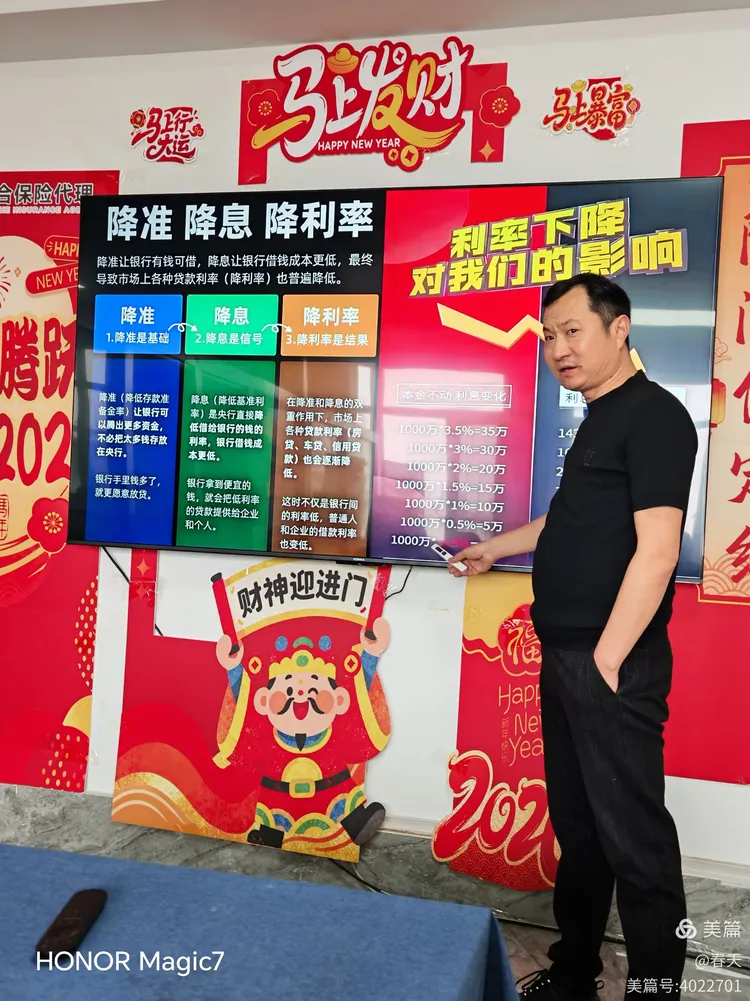 马上发财
HAPPY NEW YEAR
马上行大运
马上暴富
合保险代理
HAPP
NEW YE
腾跃
202
降准 降息 降利率
降准让银行有钱可借，降息让银行借钱成本更低，最终
导致市场上各种贷款利率（降利率）也普遍降低。
降准
1.降准是基础
降息
2.降息是信号
降利率
3.降利率是结果
降准（降低存款准
备金率）让银行可
以腾出更多资金，
不必把太多钱存放
在央行。
银行手里钱多了，
就更愿意放贷。
降息（降低基准利
率）是央行直接降
低借给银行的钱的
利率，银行借钱成
本更低。
银行拿到便宜的
钱，就会把低利率
的贷款提供给企业
和个人。
在降准和降息的双
重作用下，市场上
各种贷款利率（房
贷、车贷、信用贷
款）也会逐渐降
低。
这时不仅是银行间
的利率低，普通人
和企业的借款利率
也变低。
利率下降
对我们的影响
本金不动 利息变化
1000万*3.5%=35万
1000万*3%=30万
1000万*2%=20万
1000万*1.5%=15万
1000万*1%=10万
1000万*0.5%=5万
1000万*
利
财神迎进门
福
Happ
New
Year
新年快乐
202
HONOR Magic7
美篇
@春天
美篇号:4022701